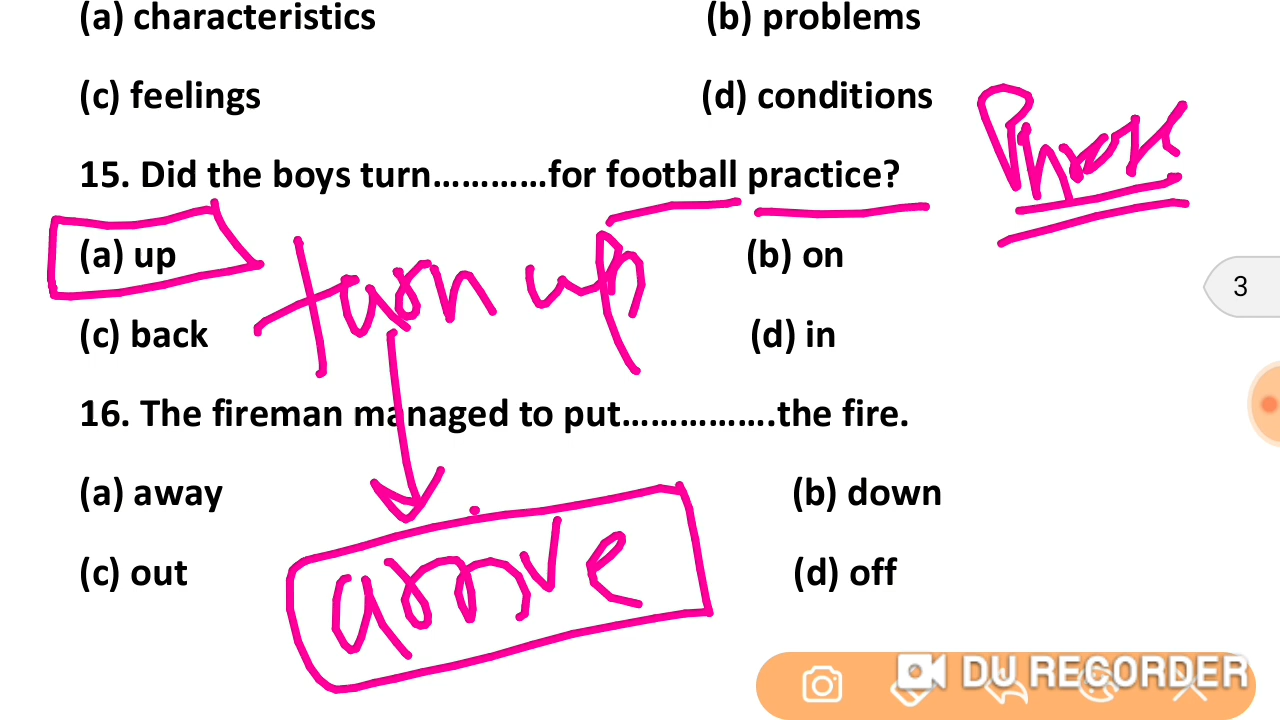 (a) characteristics (b) problems
(c) feelings (d) conditions
Phrase
15. Did the boys turn............for football practice?
(a) up (b) on
turn up
3
(c) back (d) in
16. The fireman managed to put................the fire.
(a) away (b) down
arrive
(c) out (d) off
DU RECORDER